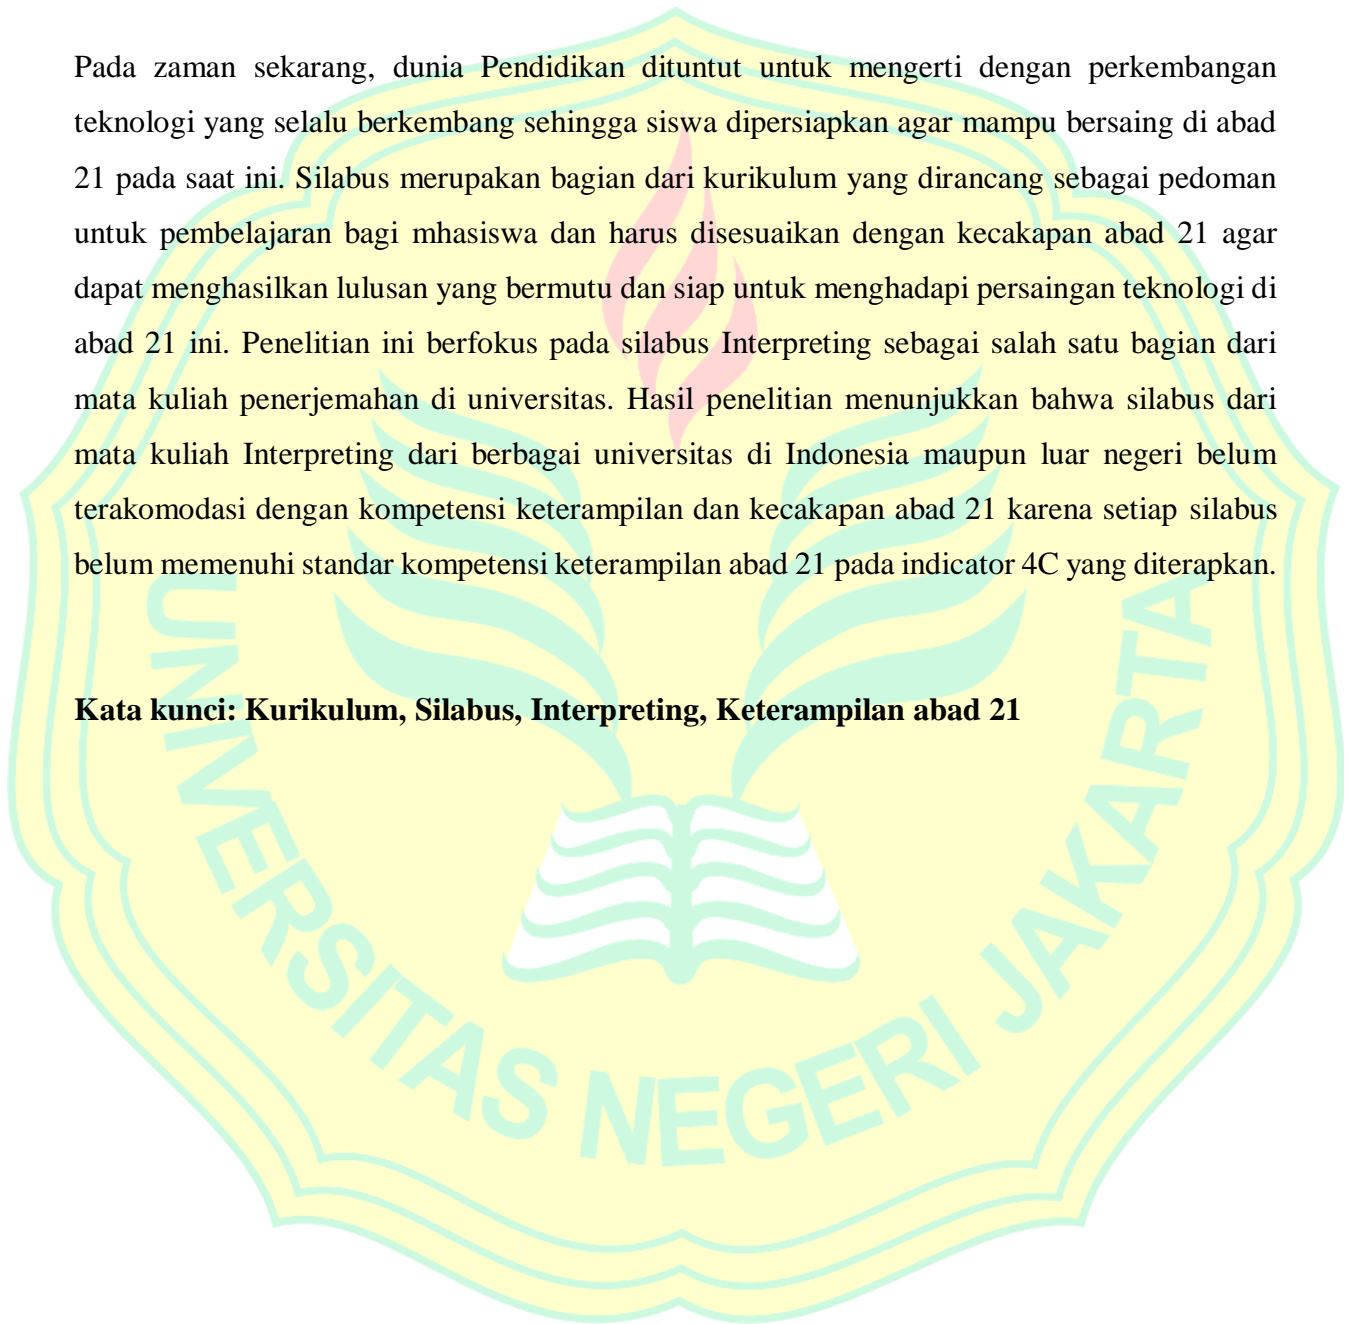 Pada zaman sekarang, dunia Pendidikan dituntut untuk mengerti dengan perkembangan
teknologi yang selalu berkembang sehingga siswa dipersiapkan agar mampu bersaing di abad
21 pada saat ini. Silabus merupakan bagian dari kurikulum yang dirancang sebagai pedoman
untuk pembelajaran bagi mhasiswa dan harus disesuaikan dengan kecakapan abad 21 agar
dapat menghasilkan lulusan yang bermutu dan siap untuk menghadapi persaingan teknologi di
abad 21 ini. Penelitian ini berfokus pada silabus Interpreting sebagai salah satu bagian dari
mata kuliah penerjemahan di universitas. Hasil penelitian menunjukkan bahwa silabus dari
mata kuliah Interpreting dari berbagai universitas di Indonesia maupun luar negeri belum
terakomodasi dengan kompetensi keterampilan dan kecakapan abad 21 karena setiap silabus
belum memenuhi standar kompetensi keterampilan abad 21 pada indicator 4C yang diterapkan.
Kata kunci: Kurikulum, Silabus, Interpreting, Keterampilan abad 21
UNIVERSITAS NEGERI JAKARTA